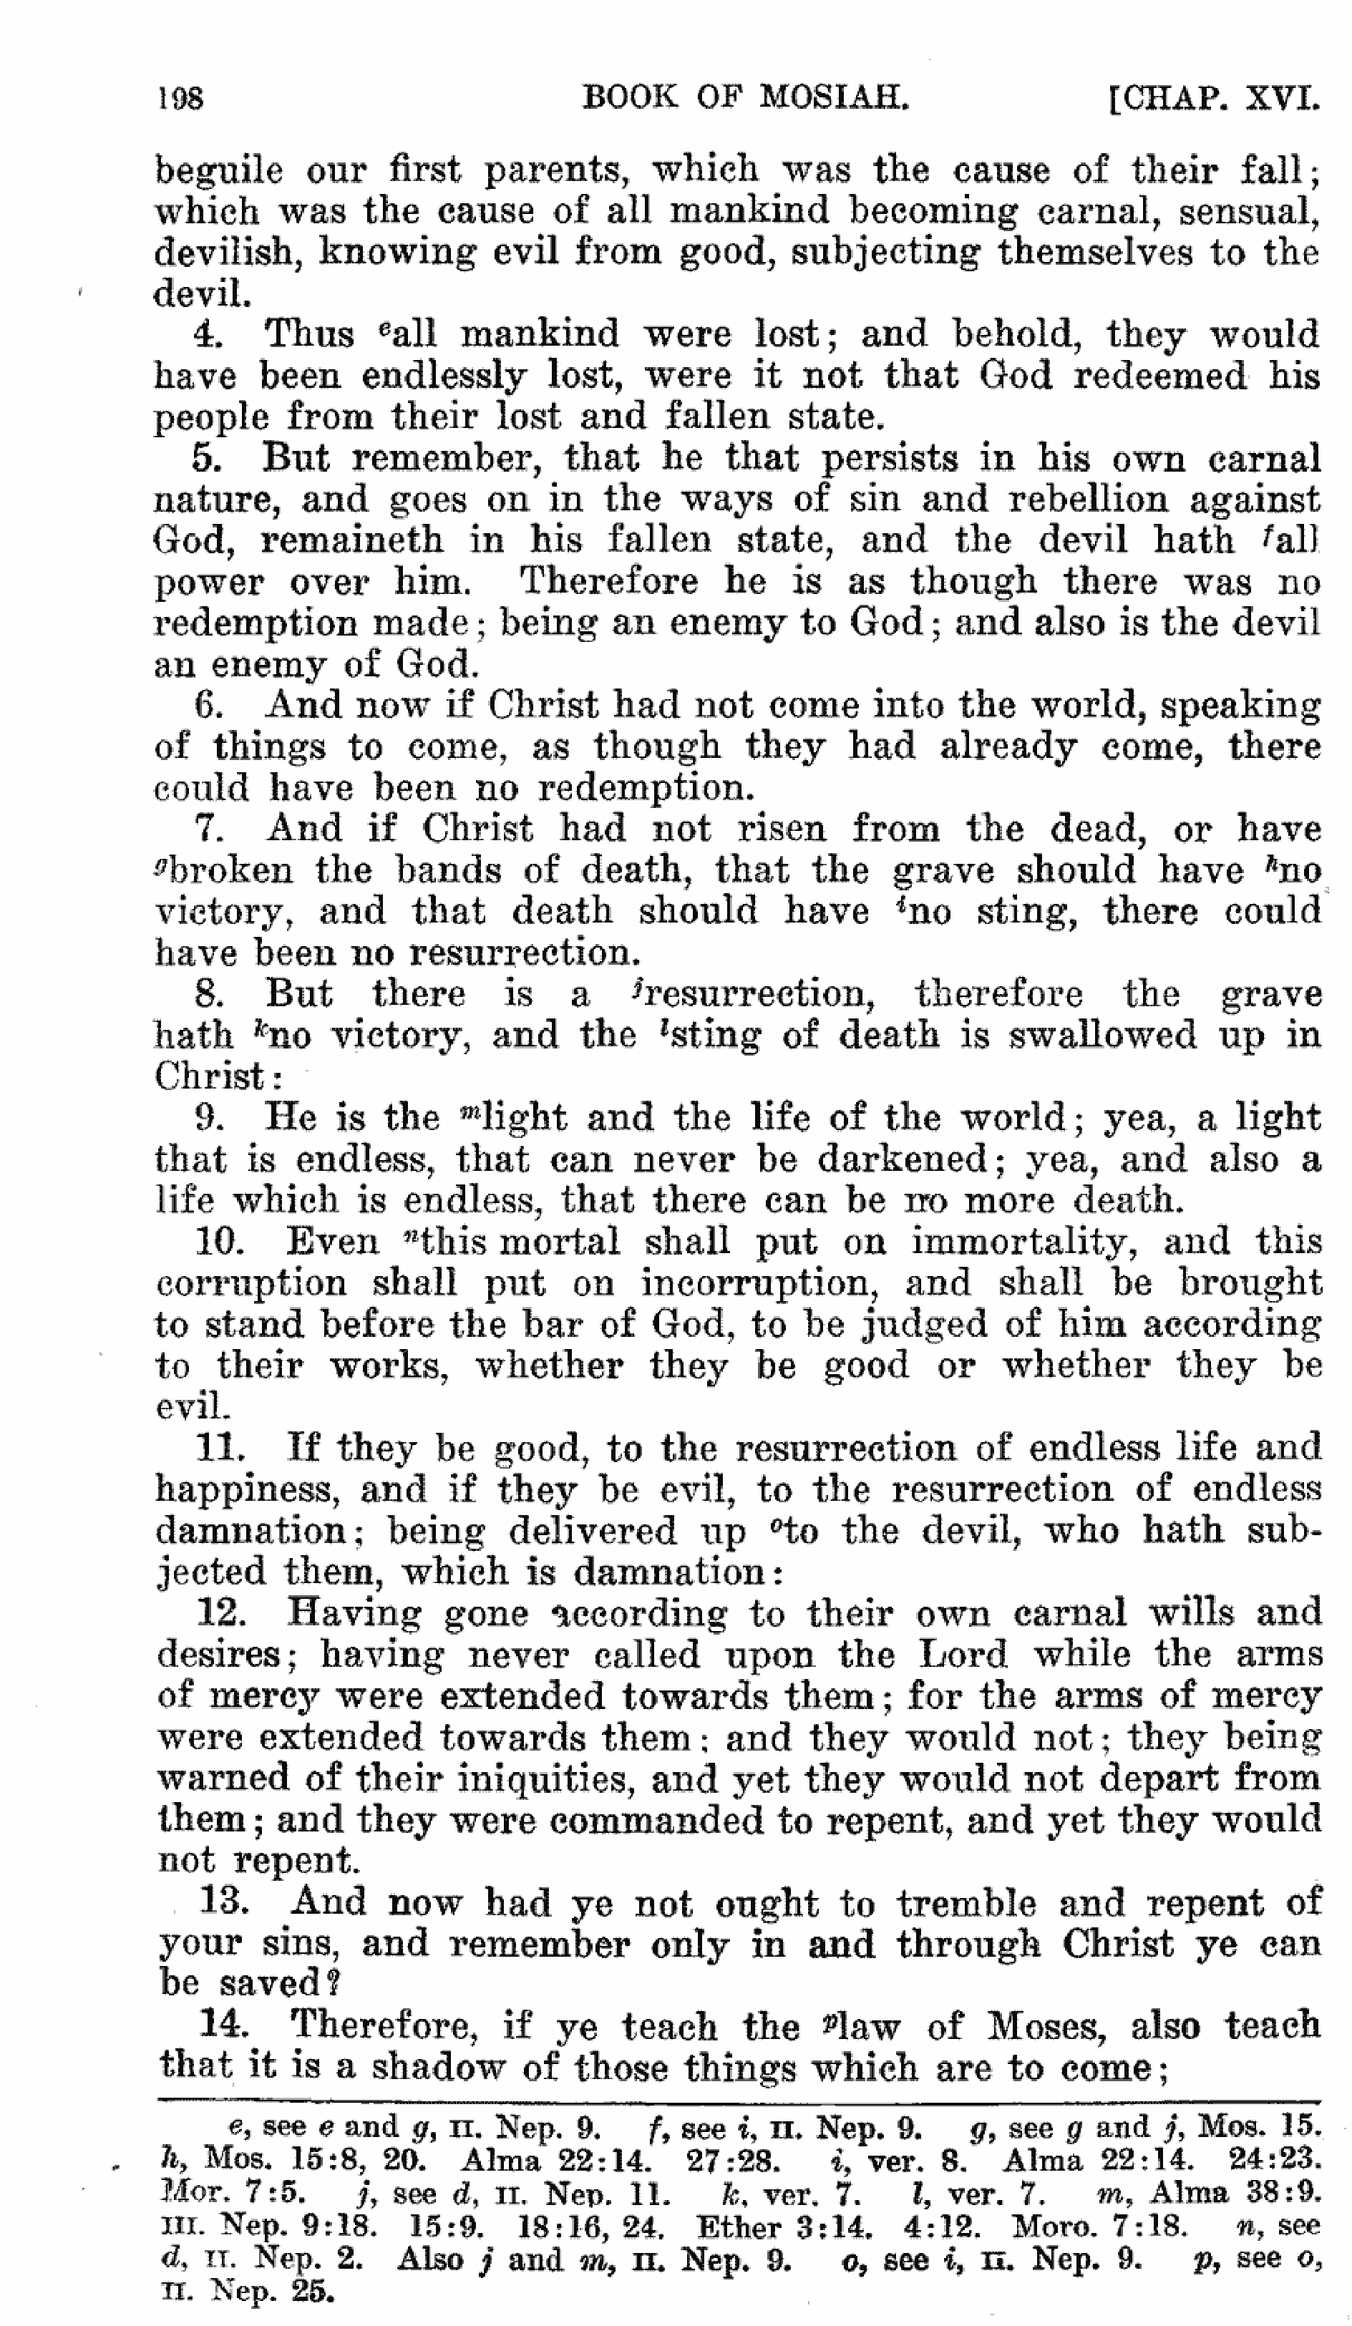 198 BOOK OF MOSIAH. [CHAP. XVI.
beguile our first parents, which was the cause of their fall;
which was the cause of all mankind becoming carnal, sensual,
devilish, knowing evil from good, subjecting themselves to the
devil.
4. Thus eall mankind were lost; and behold, they would
have been endlessly lost, were it not that God redeemed his
people from their lost and fallen state.
5. But remember, that he that persists in his own carnal
nature, and goes on in the ways of sin and rebellion against
God, remaineth in his fallen state, and the devil hath fall
power over him. Therefore he is as though there was no
redemption made; being an enemy to God; and also is the devil
an enemy of God.
6. And now if Christ had not come into the world, speaking
of things to come, as though they had already come, there
could have been no redemption.
7. And if Christ had not risen from the dead, or have
gbroken the bands of death, that the grave should have hno
victory, and that death should have ino sting, there could
have been no resurrection.
8. But there is a jresurrection, therefore the grave
hath kno victory, and the lsting of death is swallowed up in
Christ:
9. He is the mlight and the life of the world; yea, a light
that is endless, that can never be darkened; yea, and also a
life which is endless, that there can be no more death.
10. Even nthis mortal shall put on immortality, and this
corruption shall put on incorruption, and shall be brought
to stand before the bar of God, to be judged of him according
to their works, whether they be good or whether they be
evil.
11. If they be good, to the resurrection of endless life and
happiness, and if they be evil, to the resurrection of endless
damnation; being delivered up oto the devil, who hath sub-
jected them, which is damnation:
12. Having gone according to their own carnal wills and
desires; having never called upon the Lord while the arms
of mercy were extended towards them; for the arms of mercy
were extended towards them; and they would not; they being
warned of their iniquities, and yet they would not depart from
them; and they were commanded to repent, and yet they would
not repent.
13. And now had ye not ought to tremble and repent of
your sins, and remember only in and through Christ ye can
be saved?
14. Therefore, if ye teach the plaw of Moses, also teach
that it is a shadow of those things which are to come;
e, see e and g, II. Nep. 9. f, see i, II. Nep. 9. g, see g and j, Mos. 15.
h, Mos. 15:8, 20. Alma 22:14. 27:28. i, ver. 8. Alma 22:14. 24:23.
Mor. 7:5. j, see d, II. Nep. 11. k, ver. 7. l, ver. 7. m, Alma 38:9.
III. Nep. 9:18. 15:9. 18:16, 24. Ether 3:14. 4:12. Moro. 7:18. n, see
d, II. Nep. 2. Also j and m, II. Nep. 9. o, see i, II. Nep. 9. p, see o,
II. Nep. 25.